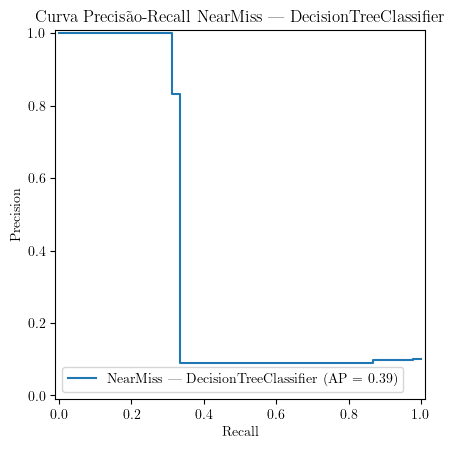 Curva Precisão-Recall NearMiss — DecisionTreeClassifier
1.0
0.8
0.6
0.4
0.2
0.0
Precision
NearMiss — DecisionTreeClassifier (AP = 0.39)
0.0 0.2 0.4 0.6 0.8 1.0
Recall